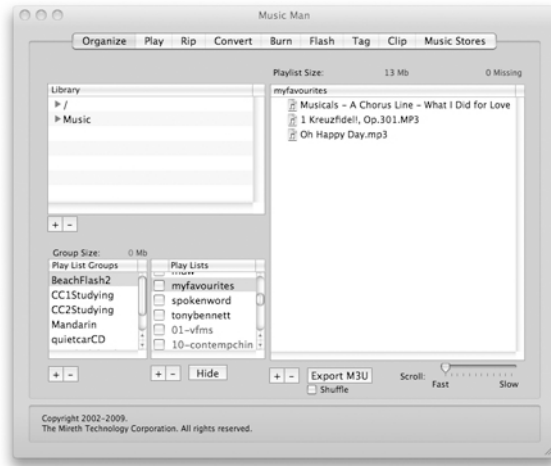 Music Man
Organize Play Rip Convert Burn Flash Tag Clip Music Stores
Playlist Size: 13 Mb 0 Missing
Library
/
Music
myfavourites
Musicals - A Chorus Line - What I Did for Love
1 Kreuzfidel!, Op.301.MP3
Oh Happy Day.mp3
+ -
Group Size: 0 Mb
Play List Groups
BeachFlash2
CC1Studying
CC2Studying
Mandarin
quietcarCD
Play Lists
myfavourites
spokenword
tonybennett
01-vfms
10-contempchin
+ -
+ - Hide
+ - Export M3U
Shuffle
Scroll:
Fast Slow
Copyright 2002-2009.
The Mireth Technology Corporation. All rights reserved.